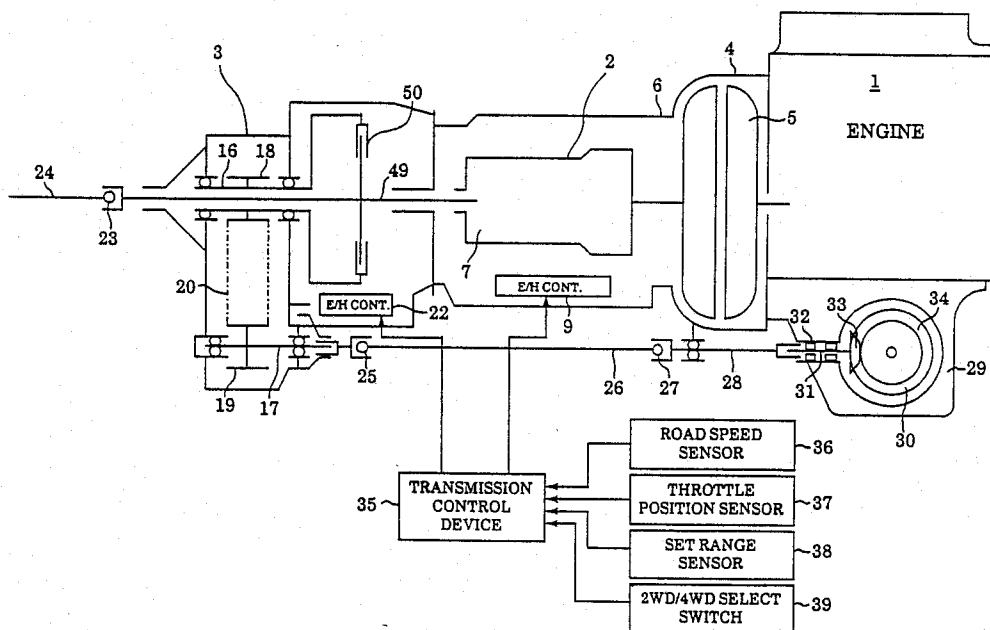 3
4
1
ENGINE
2
6
5
50
16
18
24
49
23
7
20
E/H CONT.
22
E/H CONT.
9
32
33
34
19
17
25
26
27
28
31
29
30
35
TRANSMISSION
CONTROL
DEVICE
ROAD SPEED
SENSOR
36
THROTTLE
POSITION SENSOR
37
SET RANGE
SENSOR
38
2WD/4WD SELECT
SWITCH
39